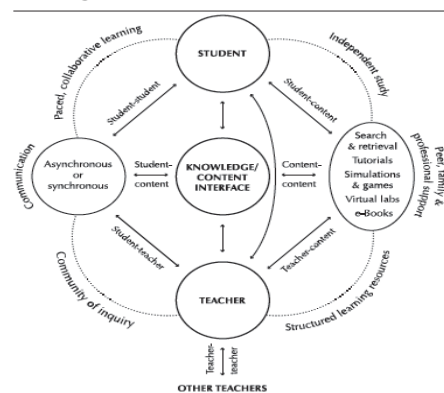 STUDENT
Paced, collaborative learning
Independent study
Student-student
Student-content
Communication
Asynchronous
or
synchronous
Student-
content
KNOWLEDGE/
CONTENT
INTERFACE
Content-
content
Search
& retrieval
Tutorials
Simulations
& games
Virtual labs
e-Books
Peer, family &
professional support
Student-teacher
Teacher-content
Community of inquiry
TEACHER
Structured learning resources
Teacher-
teacher
OTHER TEACHERS